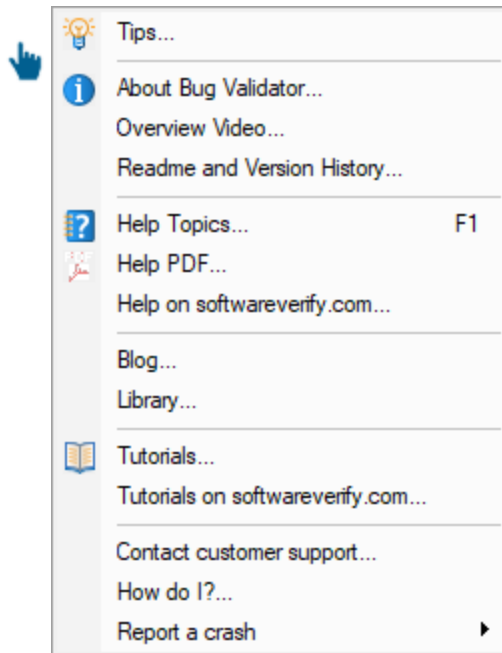 Tips...
About Bug Validator...
Overview Video...
Readme and Version History...
Help Topics... F1
Help PDF...
Help on softwareverify.com...
Blog...
Library...
Tutorials...
Tutorials on softwareverify.com...
Contact customer support...
How do I?...
Report a crash